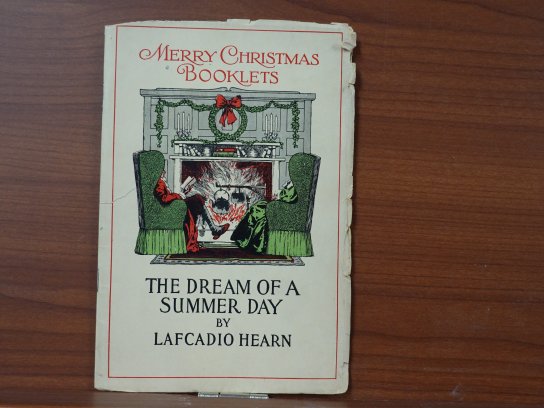 MERRY CHRISTMAS
BOOKLETS
THE DREAM OF A
SUMMER DAY
BY
LAFCADIO HEARN